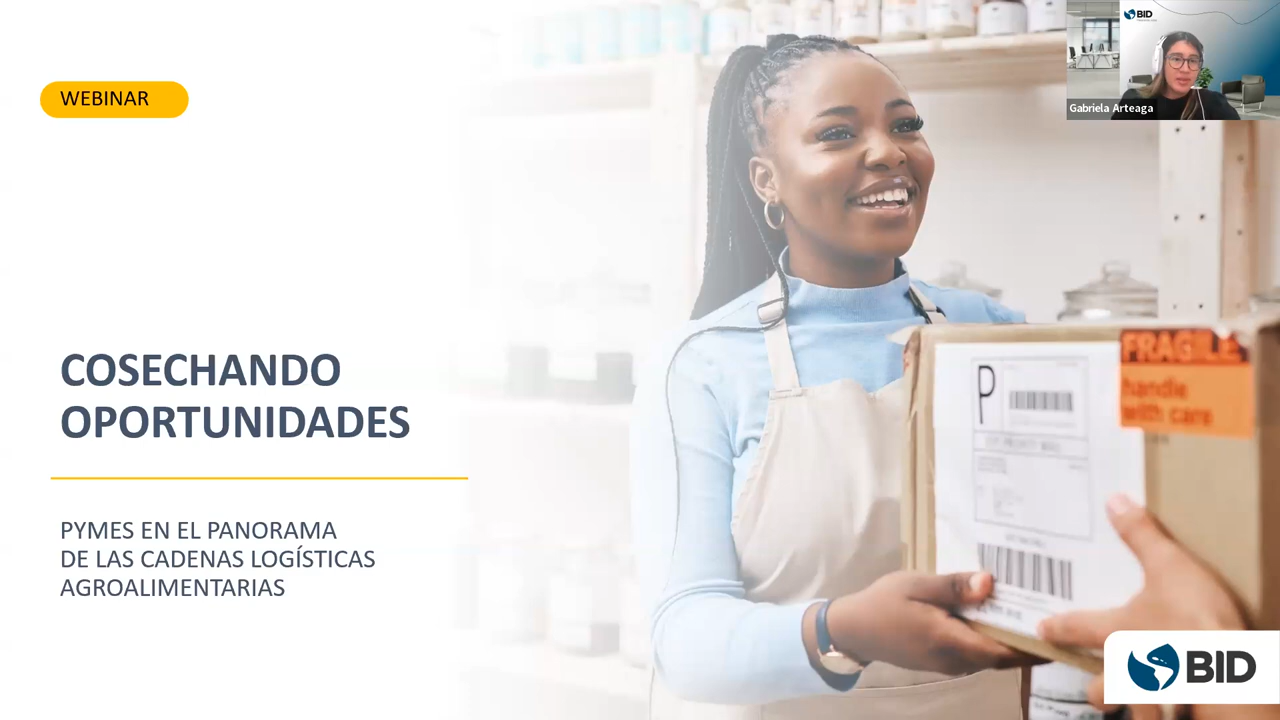 WEBINAR
BID
Gabriela Arteaga
COSECHANDO
OPORTUNIDADES
PYMES EN EL PANORAMA
DE LAS CADENAS LOGÍSTICAS
AGROALIMENTARIAS
P
FRAGILE
handle
with care
BID